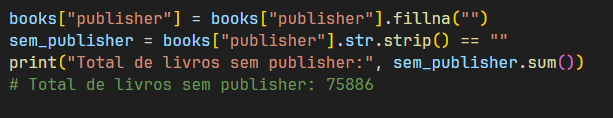 books["publisher"] = books["publisher"].fillna("")
sem_publisher = books["publisher"].str.strip() == ""
print("Total de livros sem publisher:", sem_publisher.sum())
# Total de livros sem publisher: 75886